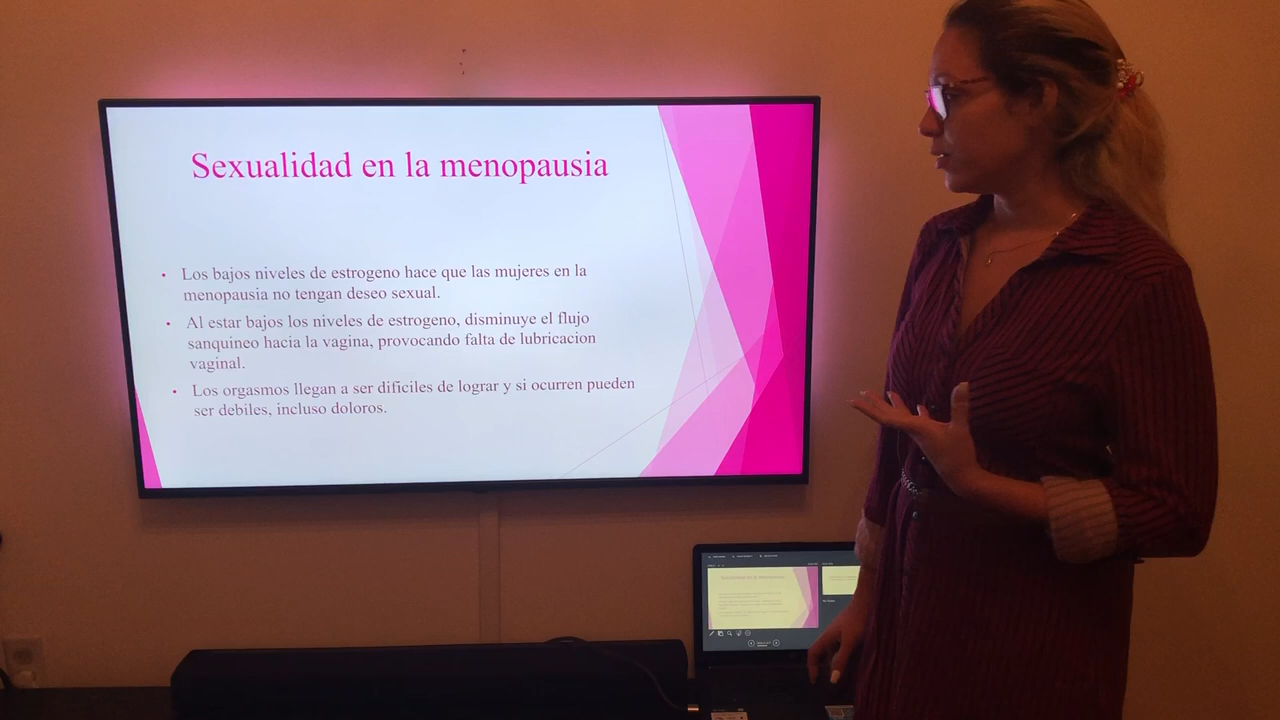 Sexualidad en la menopausia
• Los bajos niveles de estrogeno hace que las mujeres en la
menopausia no tengan deseo sexual.
• Al estar bajos los niveles de estrogeno, disminuye el flujo
sanquineo hacia la vagina, provocando falta de lubricacion
vaginal.
• Los orgasmos llegan a ser dificiles de lograr y si ocurren pueden
ser debiles, incluso doloros.